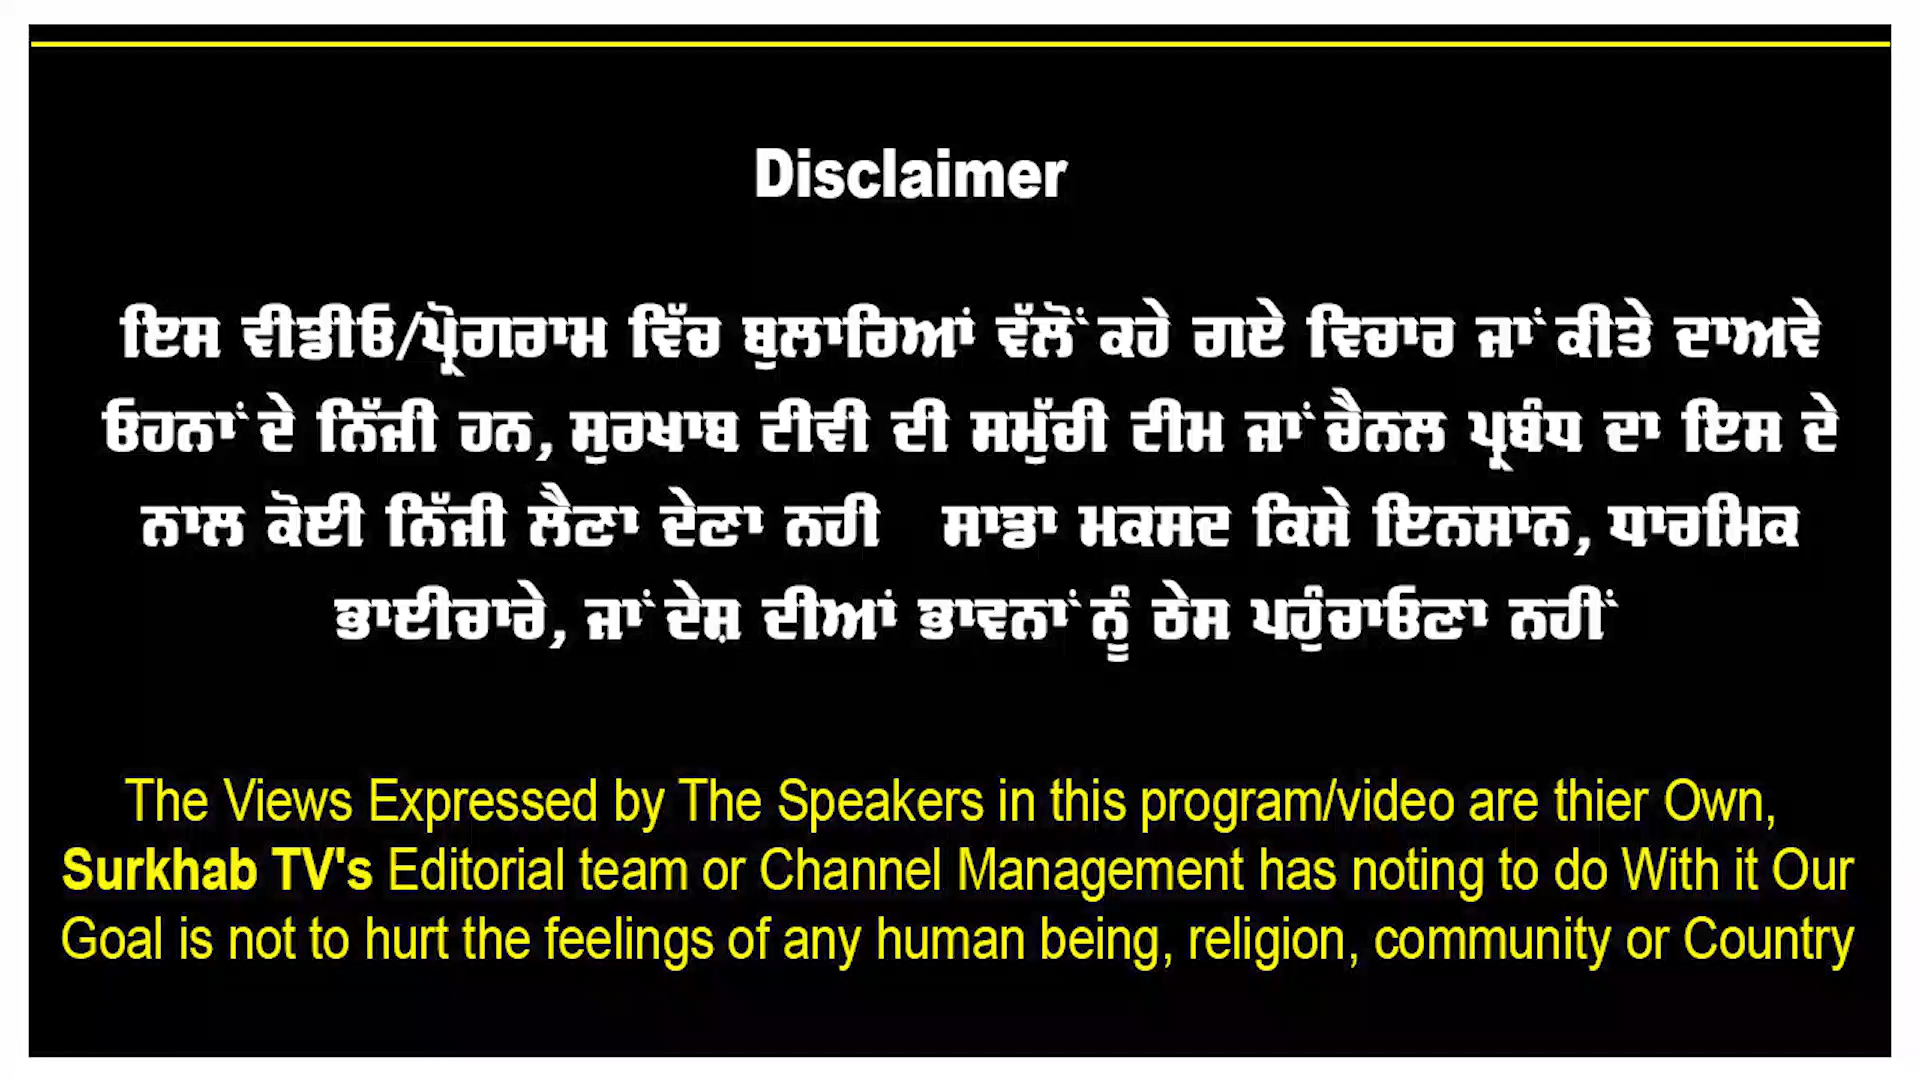 Disclaimer
ਇਸ ਵੀਡੀਓ/ਪ੍ਰੋਗਰਾਮ ਵਿੱਚ ਬੁਲਾਰਿਆਂ ਵੱਲੋਂ ਕਹੇ ਗਏ ਵਿਚਾਰ ਜਾਂ ਕੀਤੇ ਦਾਅਵੇ
ਓਹਨਾਂ ਦੇ ਨਿੱਜੀ ਹਨ, ਸੁਰਖਾਬ ਟੀਵੀ ਦੀ ਸਮੁੱਚੀ ਟੀਮ ਜਾਂ ਚੈਨਲ ਪ੍ਰਬੰਧ ਦਾ ਇਸ ਦੇ
ਨਾਲ ਕੋਈ ਨਿੱਜੀ ਲੈਣਾ ਦੇਣਾ ਨਹੀ ਸਾਡਾ ਮਕਸਦ ਕਿਸੇ ਇਨਸਾਨ, ਧਾਰਮਿਕ
ਭਾਈਚਾਰੇ, ਜਾਂ ਦੇਸ਼ ਦੀਆਂ ਭਾਵਨਾਂ ਨੂੰ ਠੇਸ ਪਹੁੰਚਾਓਣਾ ਨਹੀਂ
The Views Expressed by The Speakers in this program/video are thier Own,
Surkhab TV's Editorial team or Channel Management has noting to do With it Our
Goal is not to hurt the feelings of any human being, religion, community or Country